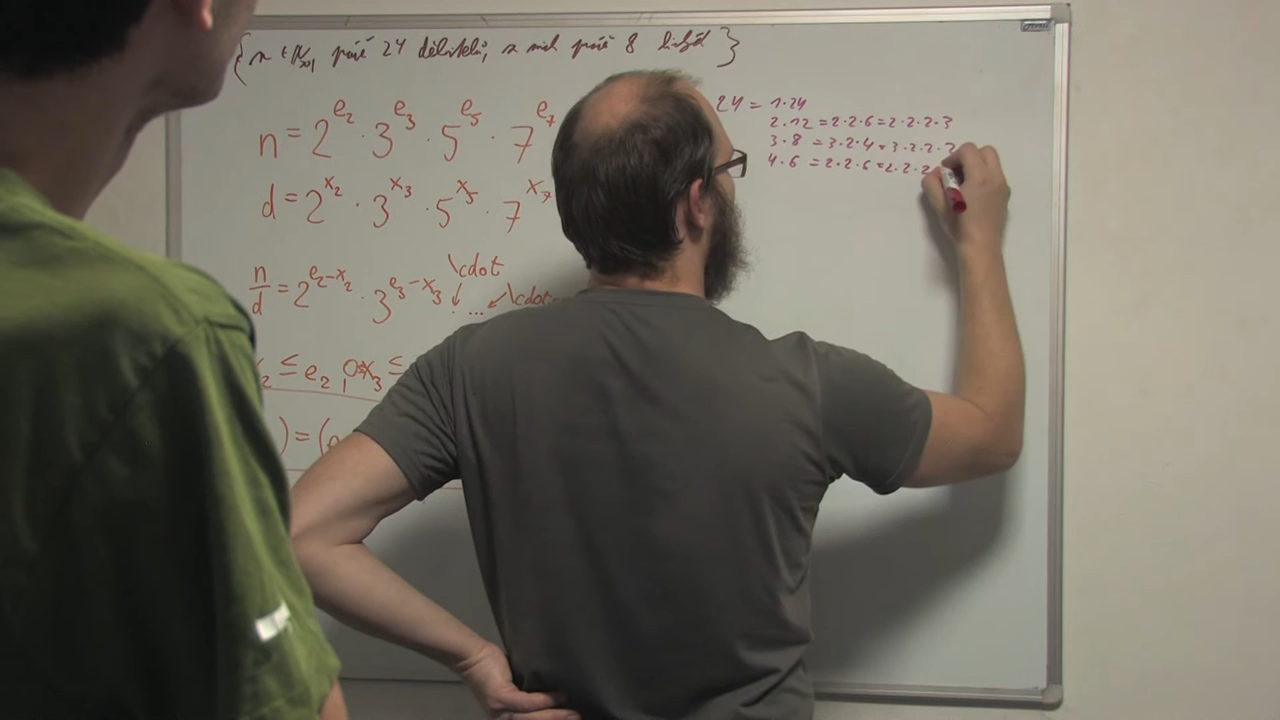 { n ∈ ℕ≥1, právě 24 dělitelů, z nich právě 8 lichých }
n = 2^e₂ · 3^e₃ · 5^e₅ · 7^e₇
d = 2^x₂ · 3^x₃ · 5^x₅ · 7^x₇
\cdot
n/d = 2^(e₂-x₂) · 3^(e₃-x₃) · ... \cdot
₂ ≤ e₂, 0≤x₃ ≤
) = (
24 = 1·24
2·12 = 2·2·6 = 2·2·2·3
3·8 = 3·2·4 = 3·2·2·2
4·6 = 2·2·6 = 2·2·2